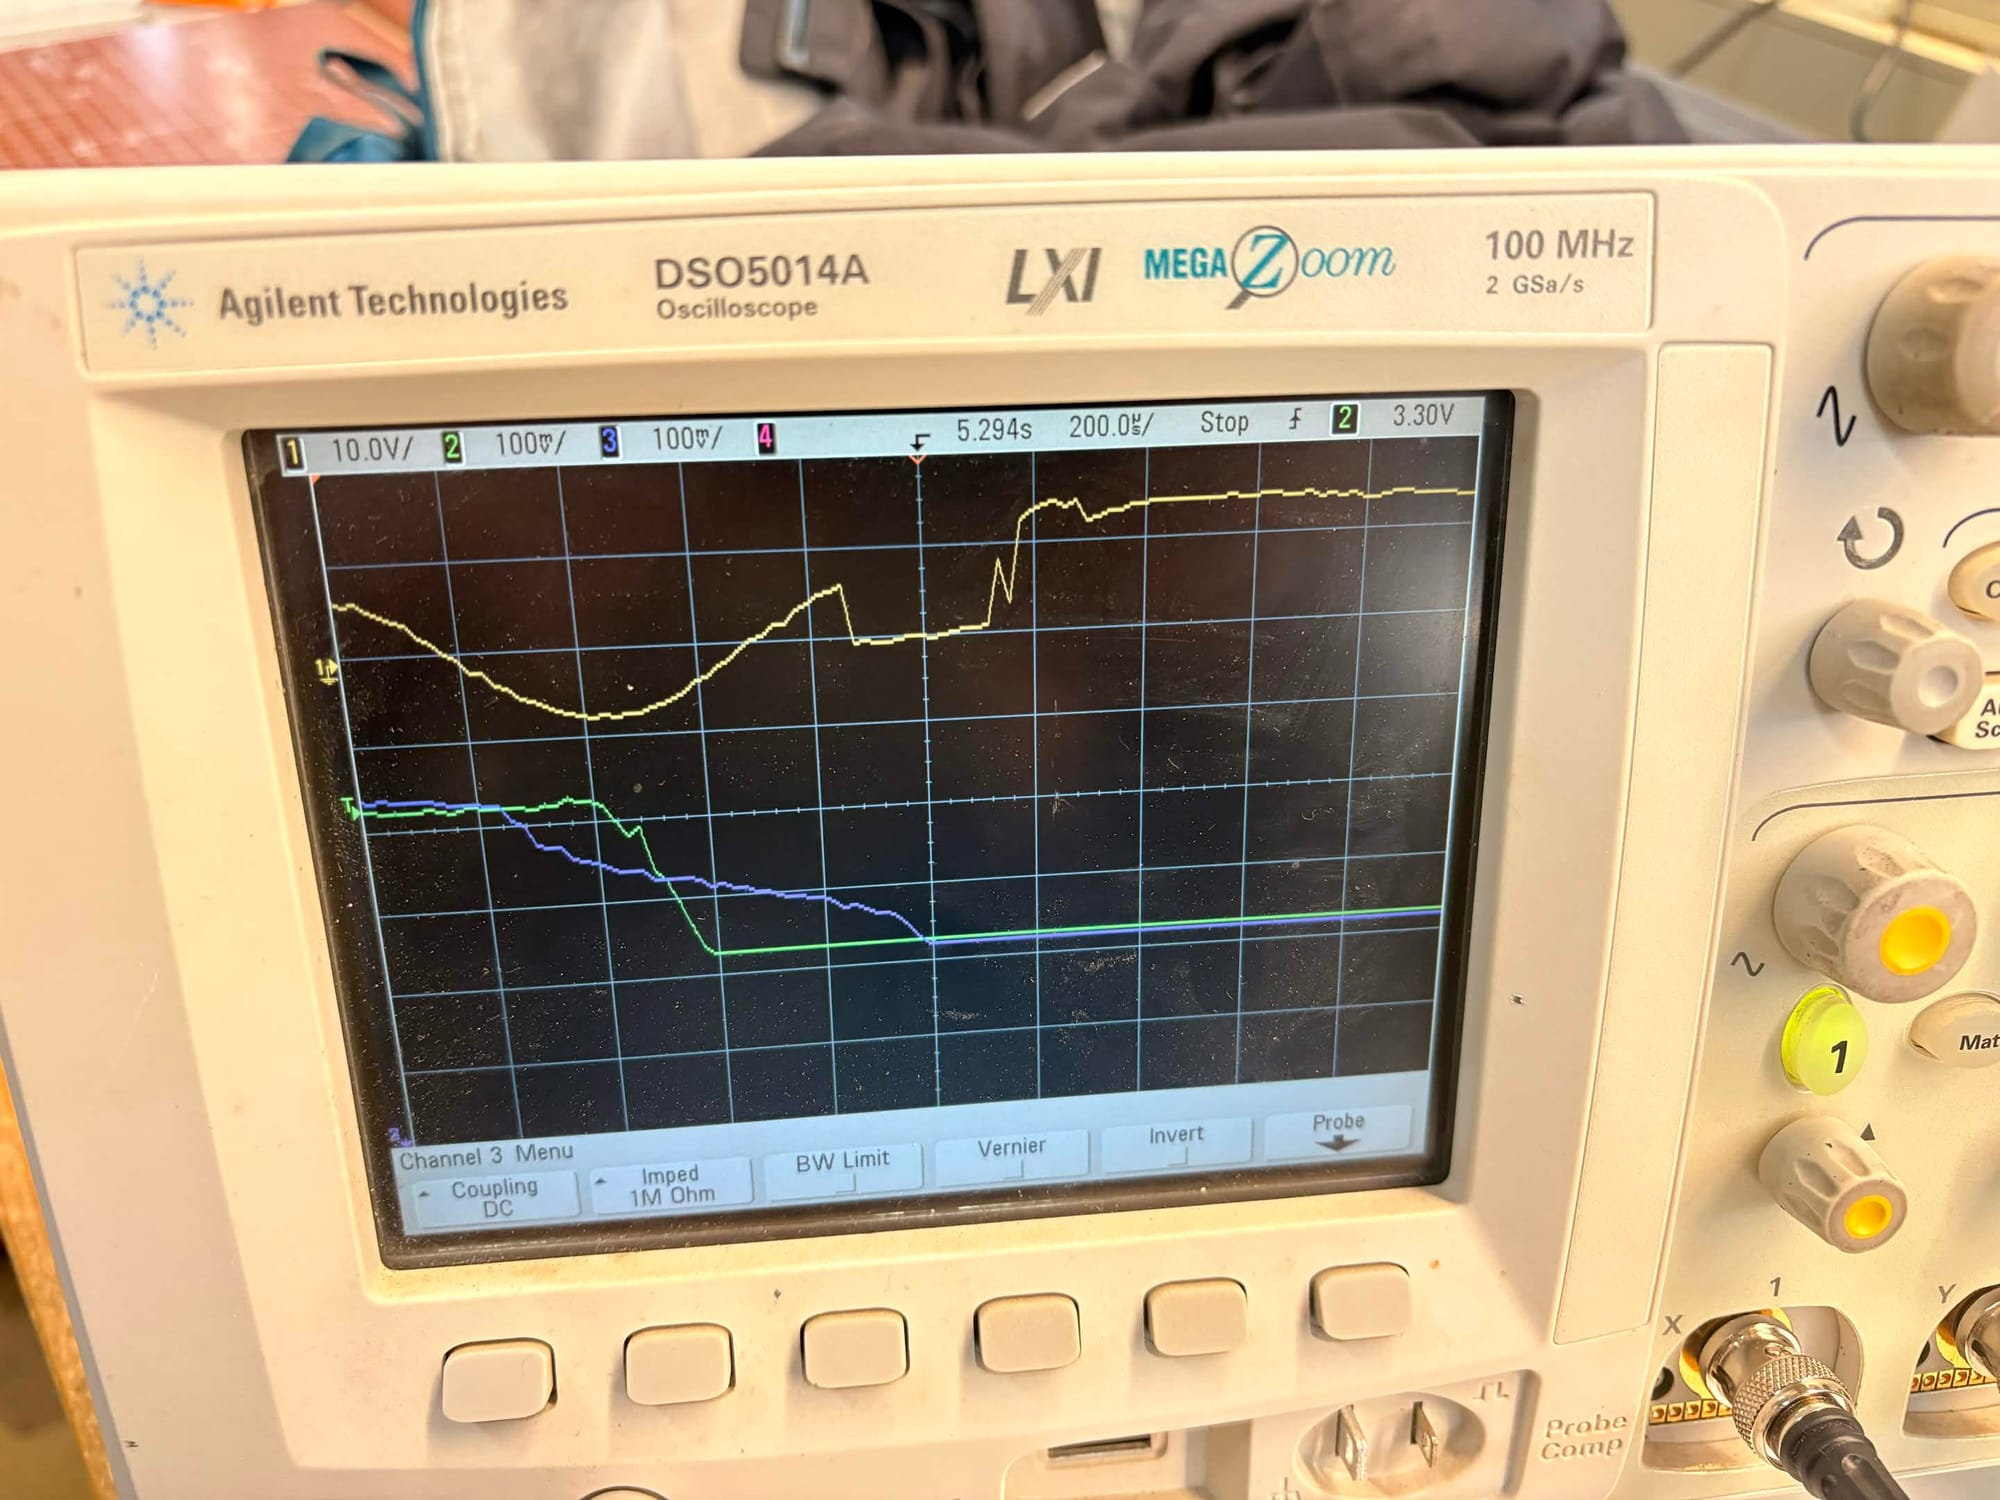 Agilent Technologies
DSO5014A
Oscilloscope
LXI
MEGA Zoom
100 MHz
2 GSa/s
1 10.0V/ 2 100mV/ 3 100mV/ 4 5.294s 200.0µs/ Stop 2 3.30V
1
T
Channel 3 Menu
Coupling
DC
Imped
1M Ohm
BW Limit
Vernier
Invert
Probe
1
Mat
1
X
Y
Probe
Comp